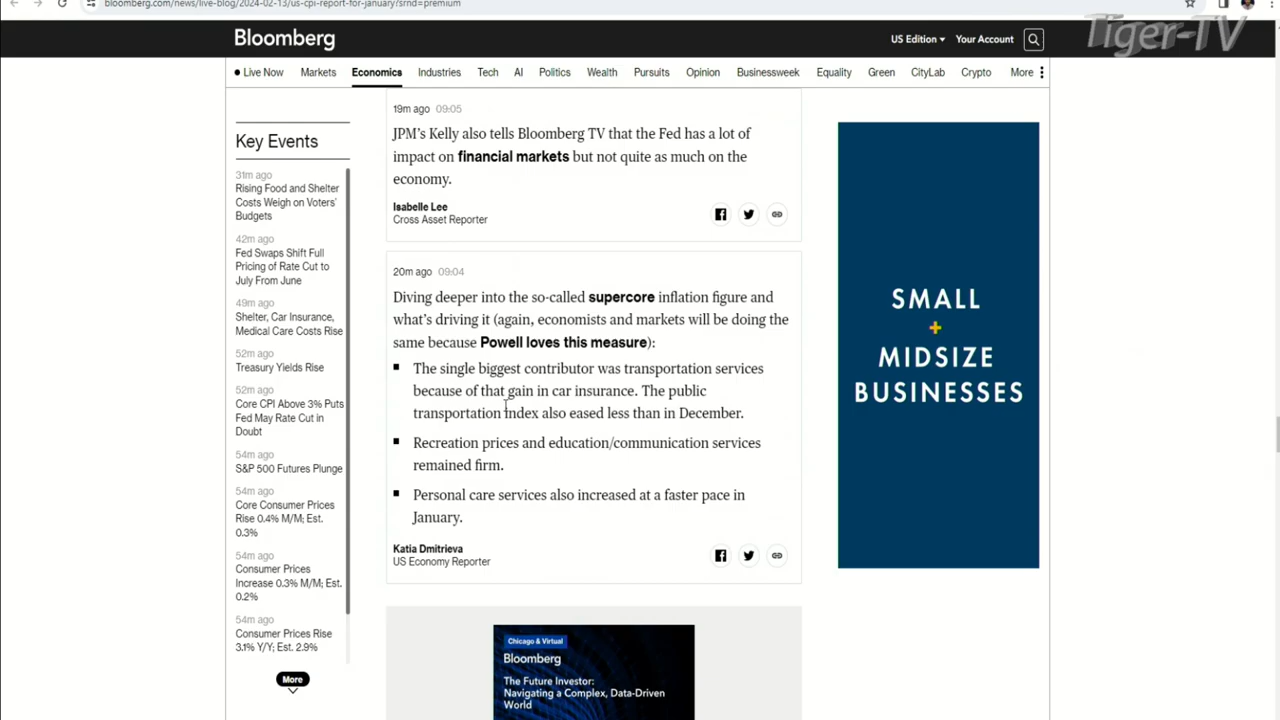 bloomberg.com/news/live-blog/2024-02-13/us-cpi-report-for-january?srnd=premium
Tiger-TV
Bloomberg
US Edition
Your Account
Live Now
Markets
Economics
Industries
Tech
AI
Politics
Wealth
Pursuits
Opinion
Businessweek
Equality
Green
CityLab
Crypto
More
Key Events
31m ago
Rising Food and Shelter
Costs Weigh on Voters'
Budgets
42m ago
Fed Swaps Shift Full
Pricing of Rate Cut to
July From June
49m ago
Shelter, Car Insurance,
Medical Care Costs Rise
52m ago
Treasury Yields Rise
52m ago
Core CPI Above 3% Puts
Fed May Rate Cut in
Doubt
54m ago
S&P 500 Futures Plunge
54m ago
Core Consumer Prices
Rise 0.4% M/M; Est.
0.3%
54m ago
Consumer Prices
Increase 0.3% M/M; Est.
0.2%
54m ago
Consumer Prices Rise
3.1% Y/Y; Est. 2.9%
More
19m ago 09:05
JPM's Kelly also tells Bloomberg TV that the Fed has a lot of
impact on financial markets but not quite as much on the
economy.
Isabelle Lee
Cross Asset Reporter
20m ago 09:04
Diving deeper into the so-called supercore inflation figure and
what's driving it (again, economists and markets will be doing the
same because Powell loves this measure):
The single biggest contributor was transportation services
because of that gain in car insurance. The public
transportation index also eased less than in December.
Recreation prices and education/communication services
remained firm.
Personal care services also increased at a faster pace in
January.
Katia Dmitrieva
US Economy Reporter
Chicago & Virtual
Bloomberg
The Future Investor:
Navigating a Complex, Data-Driven
World
SMALL
+
MIDSIZE
BUSINESSES